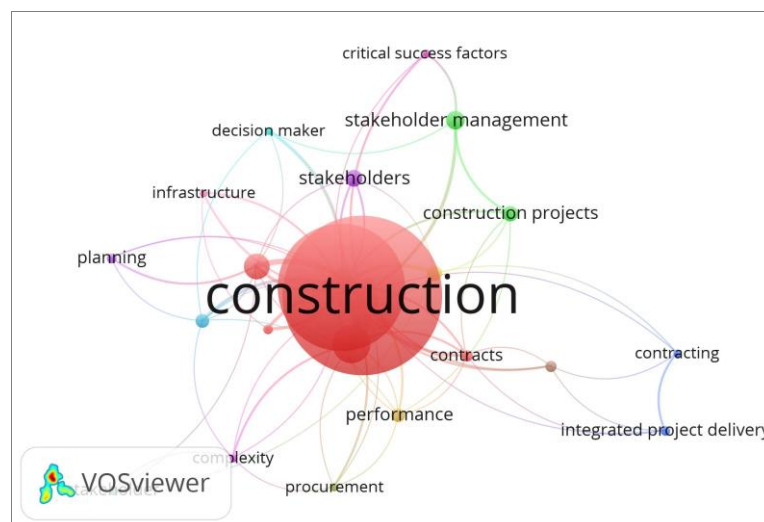 critical success factors
stakeholder management
decision maker
stakeholders
infrastructure
construction projects
planning
construction
contracts
contracting
performance
integrated project delivery
complexity
procurement
VOSviewer
stakeholder